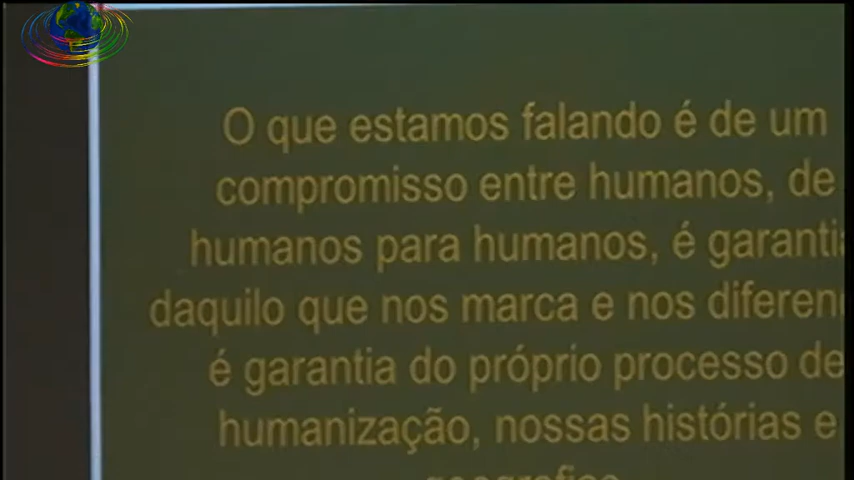 O que estamos falando é de um
compromisso entre humanos, de
humanos para humanos, é garantia
daquilo que nos marca e nos diferen
é garantia do próprio processo de
humanização, nossas histórias e